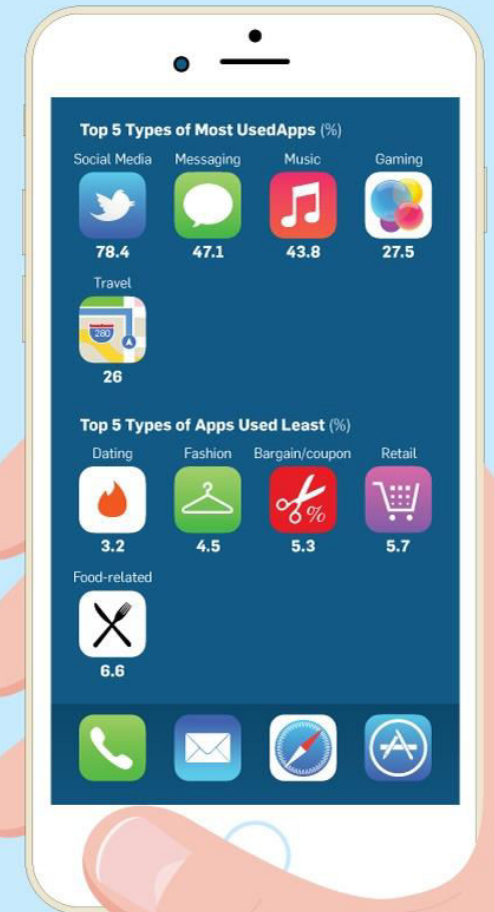 Top 5 Types of Most UsedApps (%)
Social Media Messaging Music Gaming
78.4 47.1 43.8 27.5
Travel
280
26
Top 5 Types of Apps Used Least (%)
Dating Fashion Bargain/coupon Retail
%
3.2 4.5 5.3 5.7
Food-related
6.6